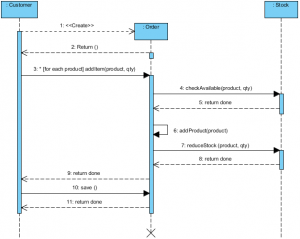 : Customer
: Order
: Stock
1: <<Create>>
2: Return ()
3: * [for each product] addItem(product, qty)
4: checkAvailable(product, qty)
5: return done
6: addProduct(product)
7: reduceStock (product, qty)
8: return done
9: return done
10: save ()
11: return done